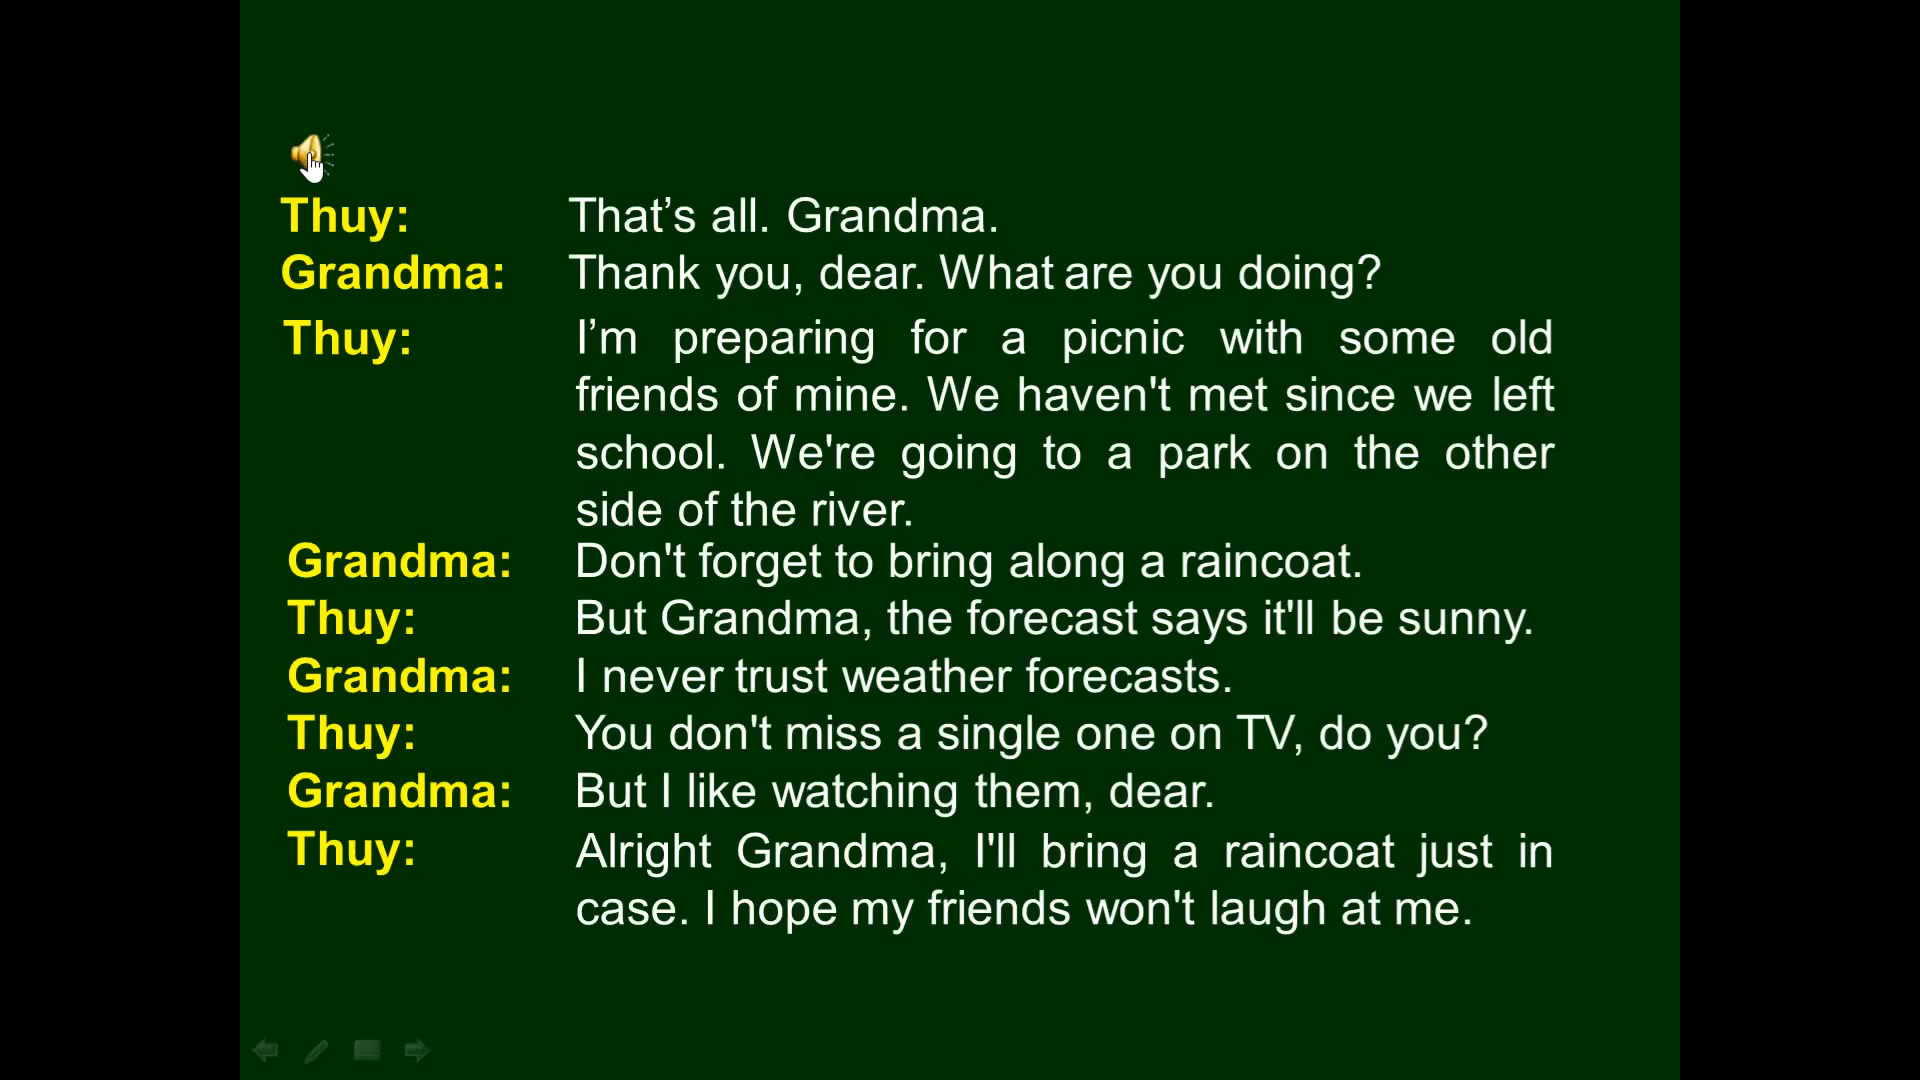 Thuy: That’s all. Grandma.
Grandma: Thank you, dear. What are you doing?
Thuy: I’m preparing for a picnic with some old
friends of mine. We haven't met since we left
school. We're going to a park on the other
side of the river.
Grandma: Don't forget to bring along a raincoat.
Thuy: But Grandma, the forecast says it'll be sunny.
Grandma: I never trust weather forecasts.
Thuy: You don't miss a single one on TV, do you?
Grandma: But I like watching them, dear.
Thuy: Alright Grandma, I'll bring a raincoat just in
case. I hope my friends won't laugh at me.